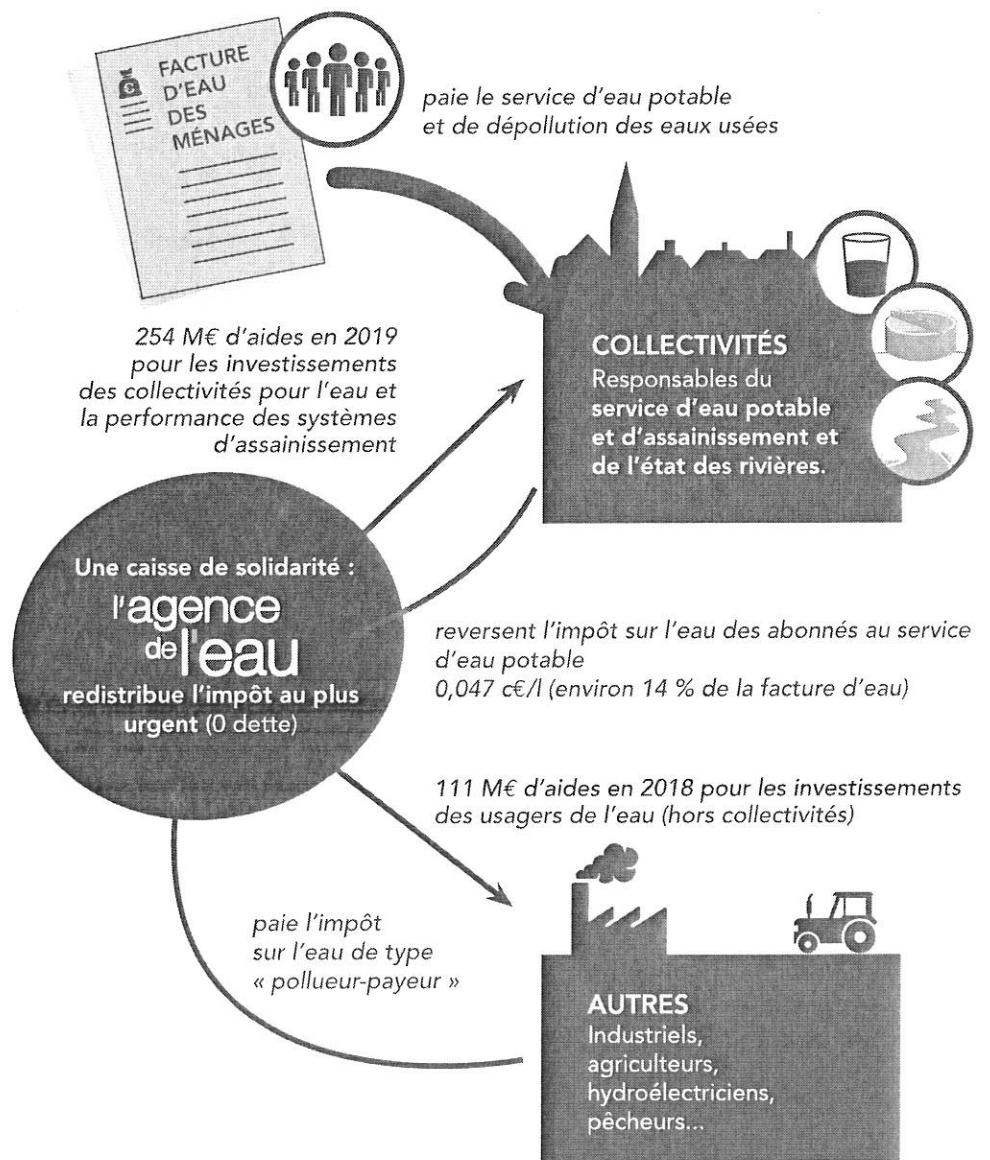 FACTURE
D'EAU
DES
MÉNAGES
paie le service d'eau potable
et de dépollution des eaux usées
254 M€ d'aides en 2019
pour les investissements
des collectivités pour l'eau et
la performance des systèmes
d'assainissement
COLLECTIVITÉS
Responsables du
service d'eau potable
et d'assainissement et
de l'état des rivières.
Une caisse de solidarité :
l'agence
de l'eau
redistribue l'impôt au plus
urgent (0 dette)
reversent l'impôt sur l'eau des abonnés au service
d'eau potable
0,047 c€/l (environ 14 % de la facture d'eau)
111 M€ d'aides en 2018 pour les investissements
des usagers de l'eau (hors collectivités)
paie l'impôt
sur l'eau de type
« pollueur-payeur »
AUTRES
Industriels,
agriculteurs,
hydroélectriciens,
pêcheurs...